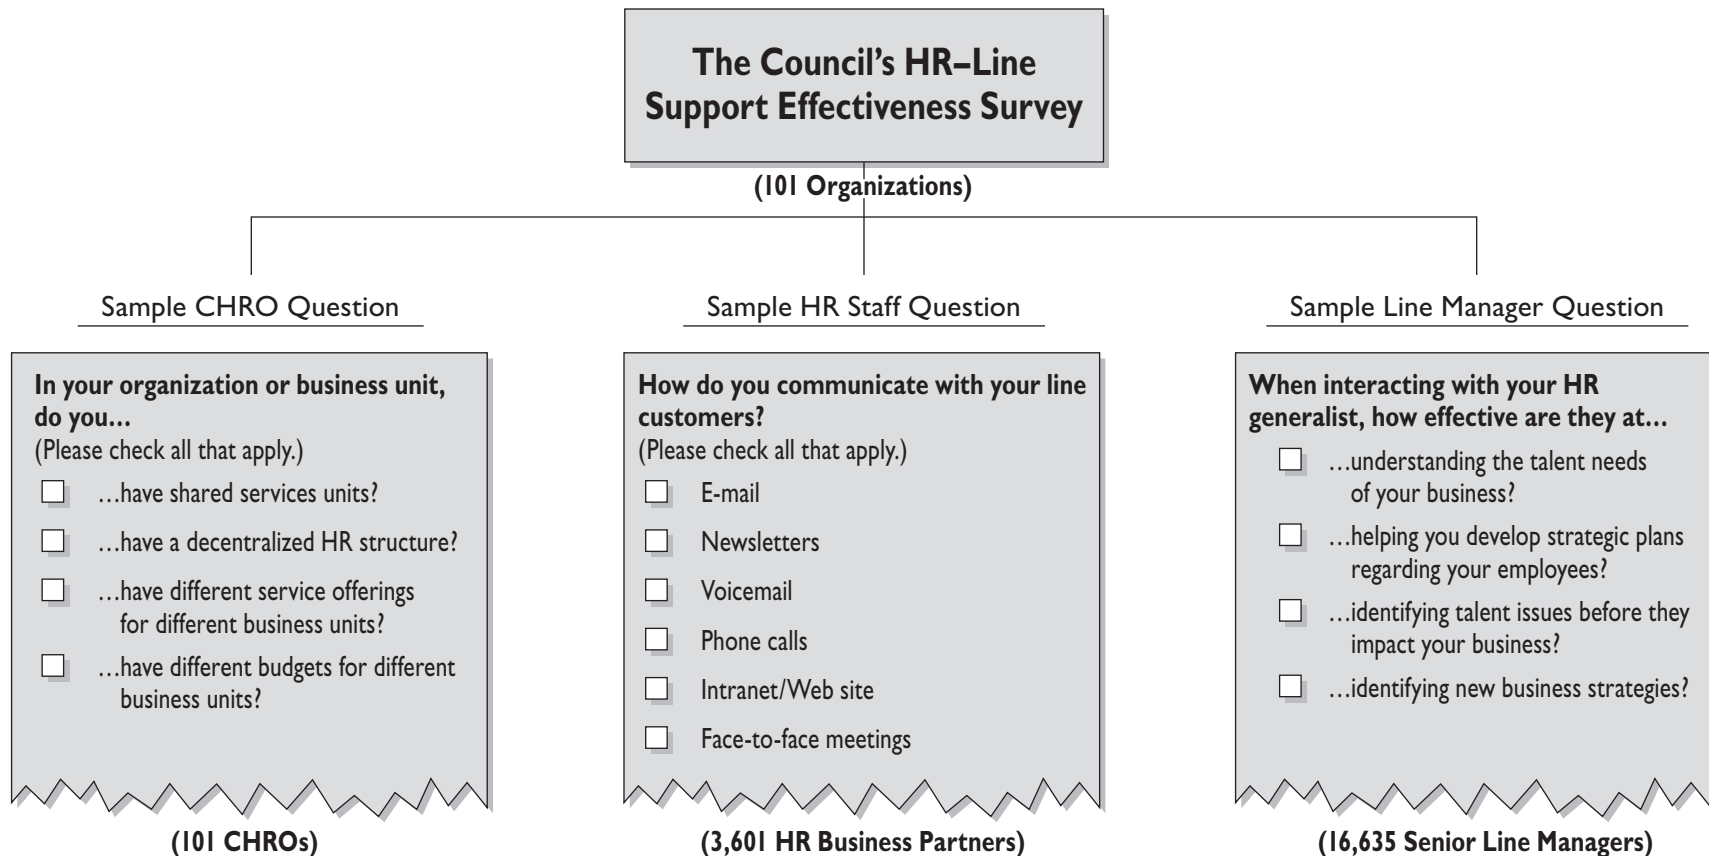 The Council’s HR–Line
Support Effectiveness Survey
(101 Organizations)
Sample CHRO Question
In your organization or business unit,
do you…
(Please check all that apply.)
…have shared services units?
…have a decentralized HR structure?
…have different service offerings
for different business units?
…have different budgets for different
business units?
(101 CHROs)
Sample HR Staff Question
How do you communicate with your line
customers?
(Please check all that apply.)
E-mail
Newsletters
Voicemail
Phone calls
Intranet/Web site
Face-to-face meetings
(3,601 HR Business Partners)
Sample Line Manager Question
When interacting with your HR
generalist, how effective are they at…
…understanding the talent needs
of your business?
…helping you develop strategic plans
regarding your employees?
…identifying talent issues before they
impact your business?
…identifying new business strategies?
(16,635 Senior Line Managers)